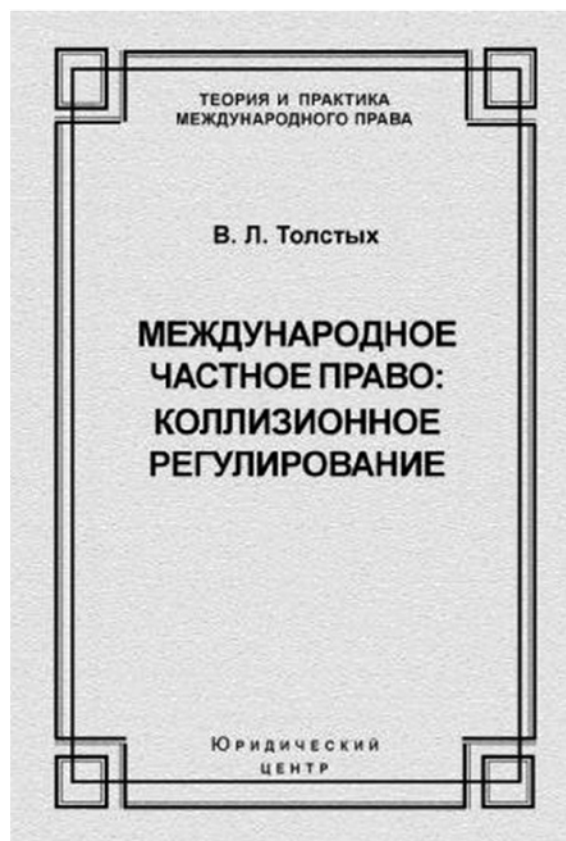 ТЕОРИЯ И ПРАКТИКА
МЕЖДУНАРОДНОГО ПРАВА
В. Л. Толстых
МЕЖДУНАРОДНОЕ
ЧАСТНОЕ ПРАВО:
КОЛЛИЗИОННОЕ
РЕГУЛИРОВАНИЕ
ЮРИДИЧЕСКИЙ
ЦЕНТР